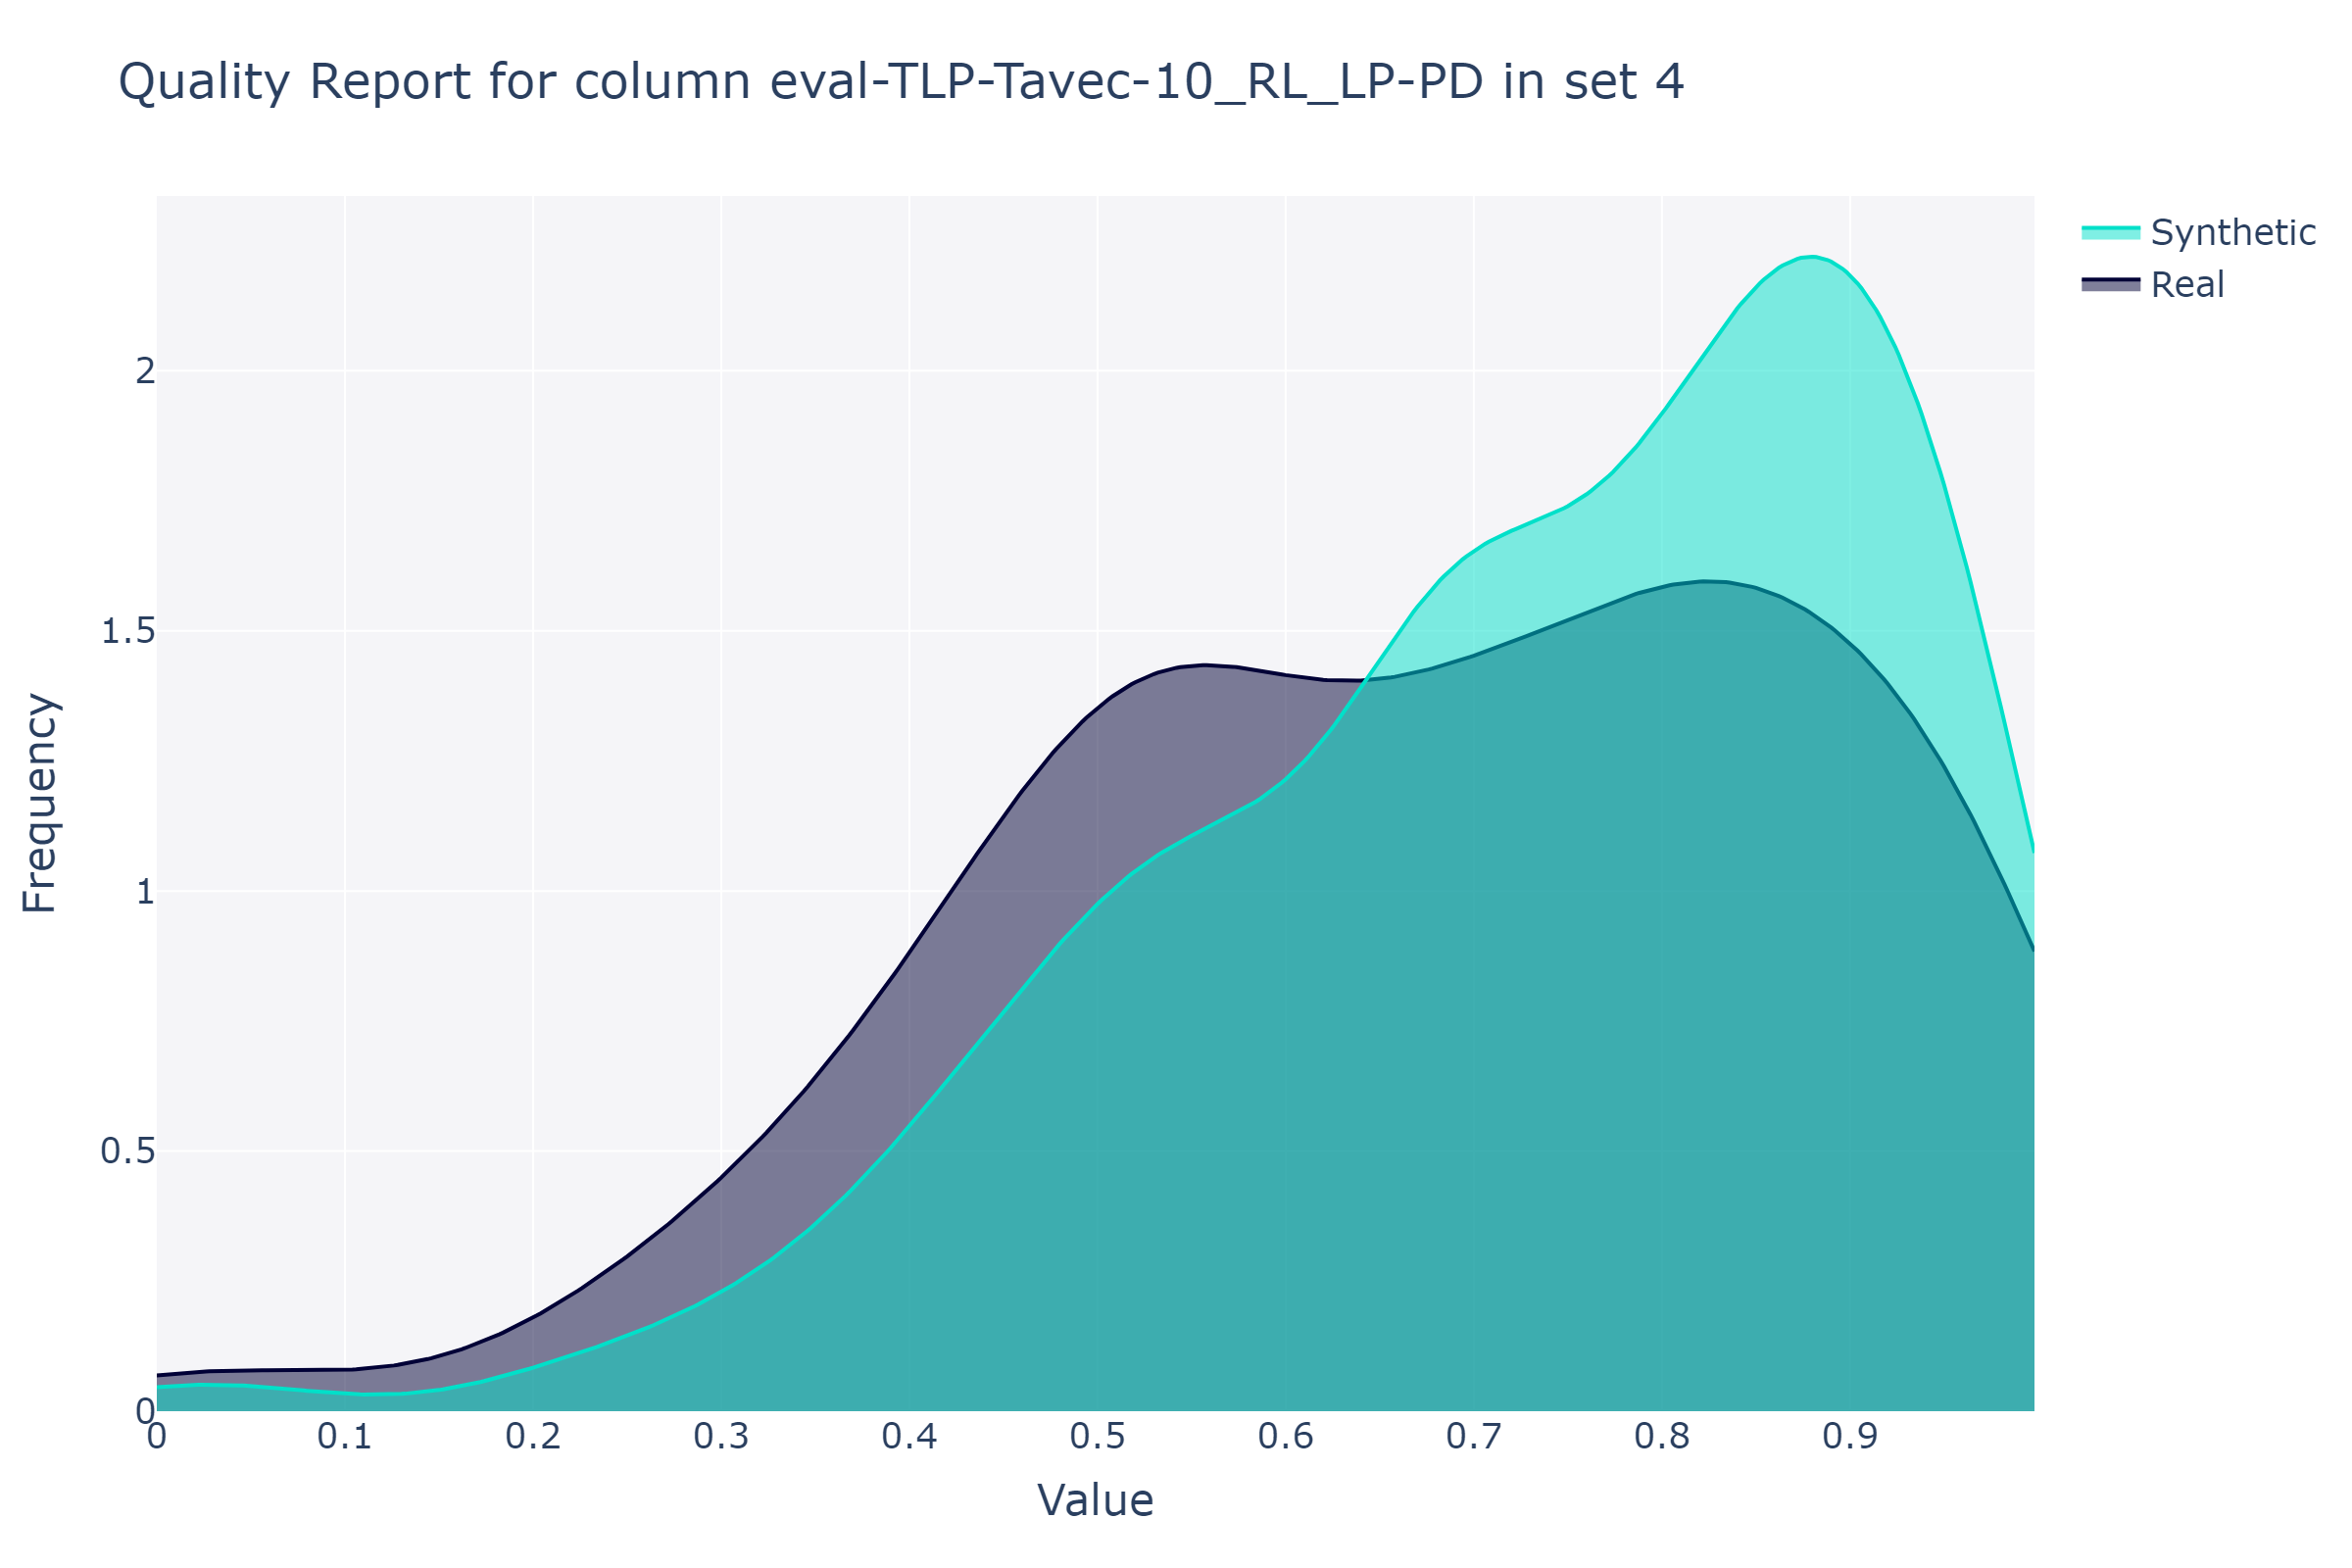 Quality Report for column eval-TLP-Tavec-10_RL_LP-PD in set 4
Synthetic
Real
Frequency
2
1.5
1
0.5
0
0 0.1 0.2 0.3 0.4 0.5 0.6 0.7 0.8 0.9
Value